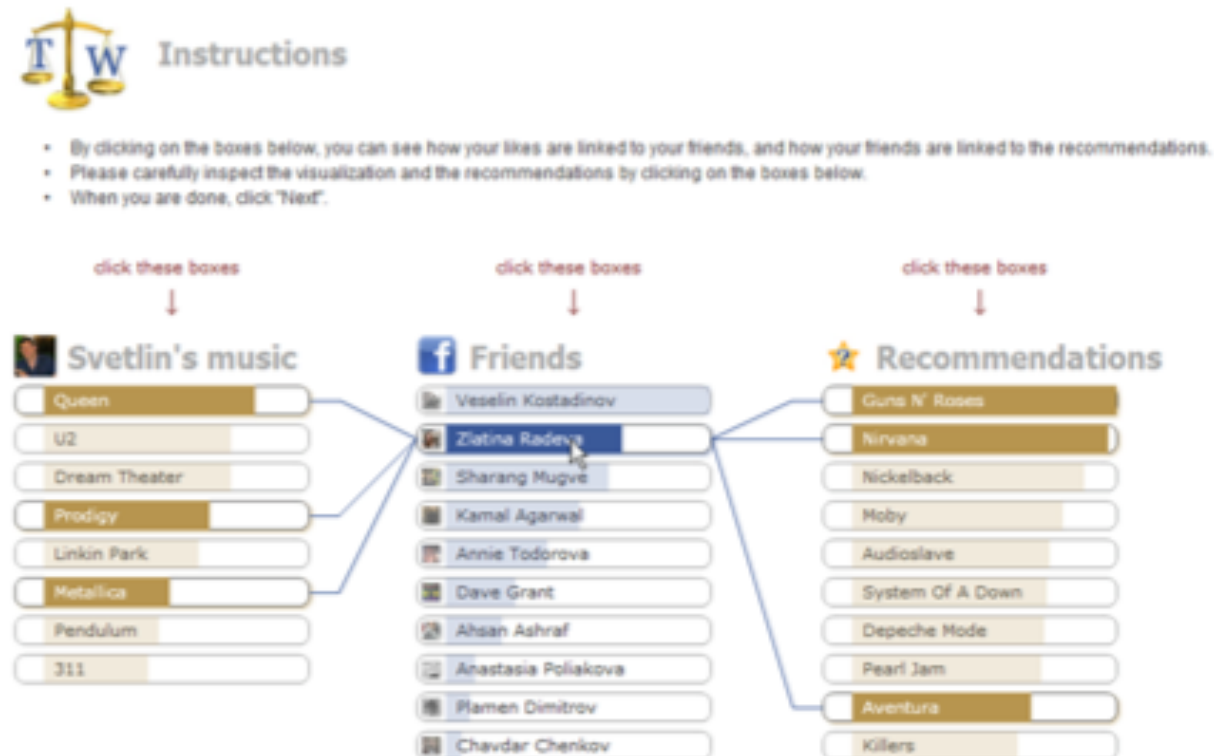 T W
Instructions
• By clicking on the boxes below, you can see how your likes are linked to your friends, and how your friends are linked to the recommendations.
• Please carefully inspect the visualization and the recommendations by clicking on the boxes below.
• When you are done, click "Next".
click these boxes
click these boxes
click these boxes
Svetlin's music
Queen
U2
Dream Theater
Prodigy
Linkin Park
Metallica
Pendulum
311
f Friends
Veselin Kostadinov
Zlatina Radeva
Sharang Mugve
Kamal Agarwal
Annie Todorova
Dave Grant
Ahsan Ashraf
Anastasia Poliakova
Plamen Dimitrov
Chavdar Chenkov
? Recommendations
Guns N' Roses
Nirvana
Nickelback
Moby
Audioslave
System Of A Down
Depeche Mode
Pearl Jam
Aventura
Killers